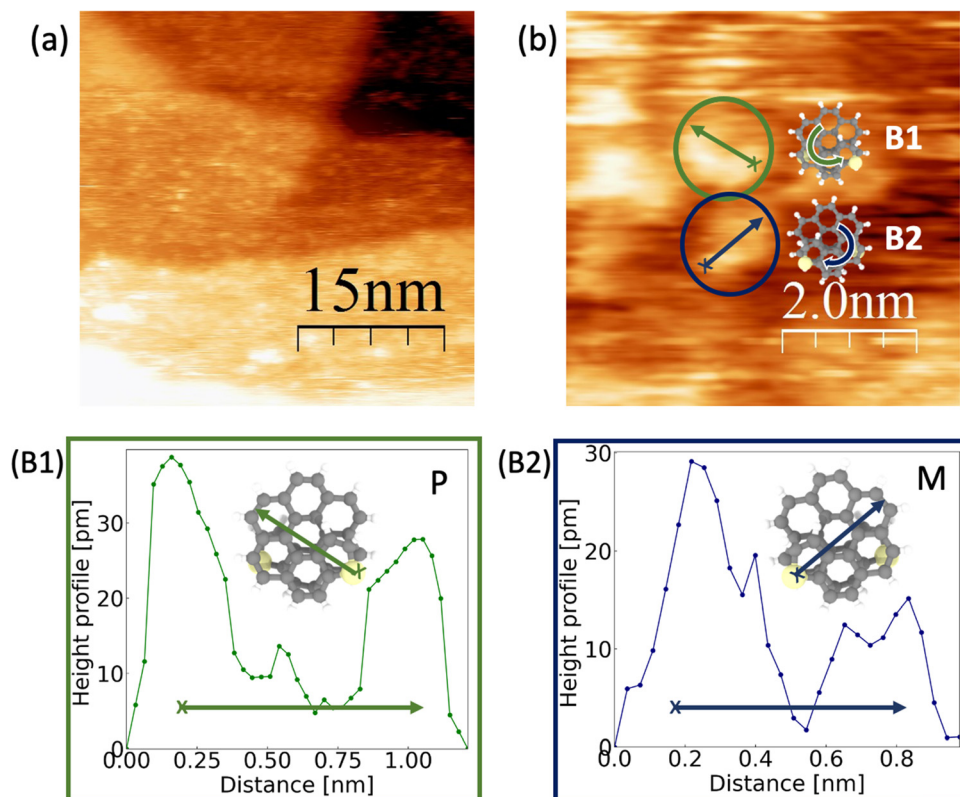 (a)
15nm
(b)
B1
B2
2.0nm
(B1)
P
Height profile [pm]
30
20
10
0
0.00
0.25
0.50
0.75
1.00
Distance [nm]
X
(B2)
M
Height profile [pm]
30
20
10
0
0.0
0.2
0.4
0.6
0.8
Distance [nm]
X